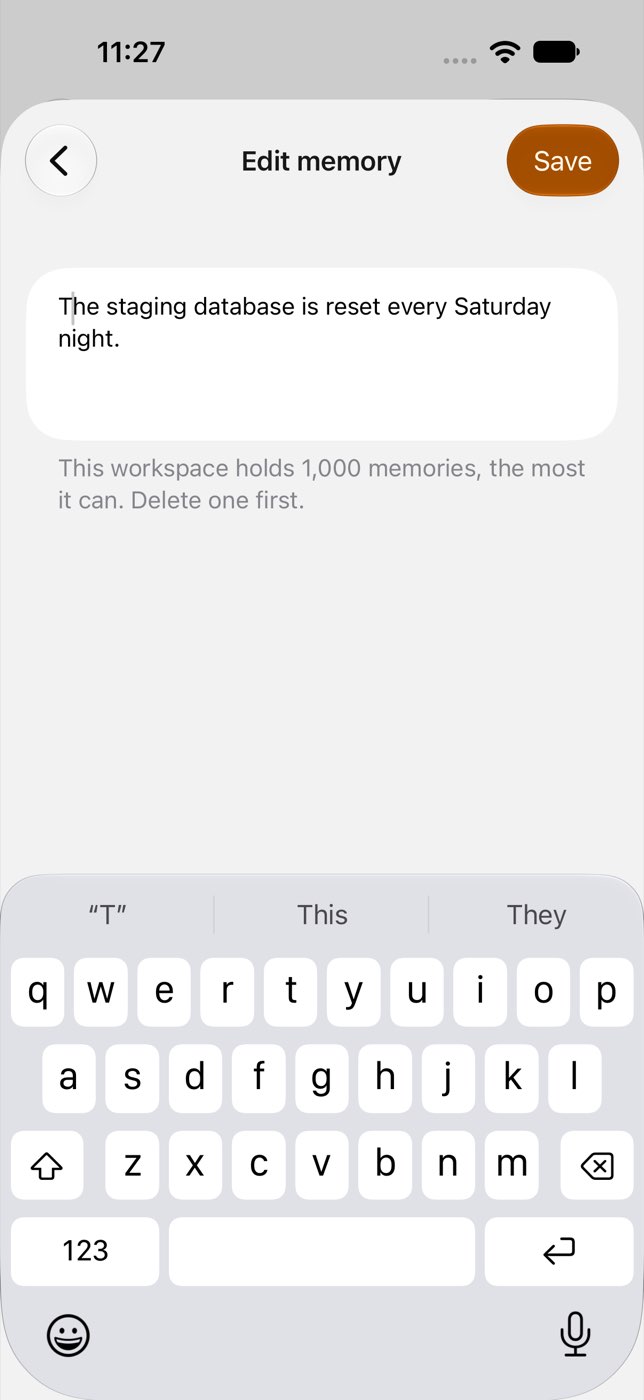 11:27
Edit memory
Save
The staging database is reset every Saturday
night.
This workspace holds 1,000 memories, the most
it can. Delete one first.
“T”
This
They
q w e r t y u i o p
a s d f g h j k l
z x c v b n m
123